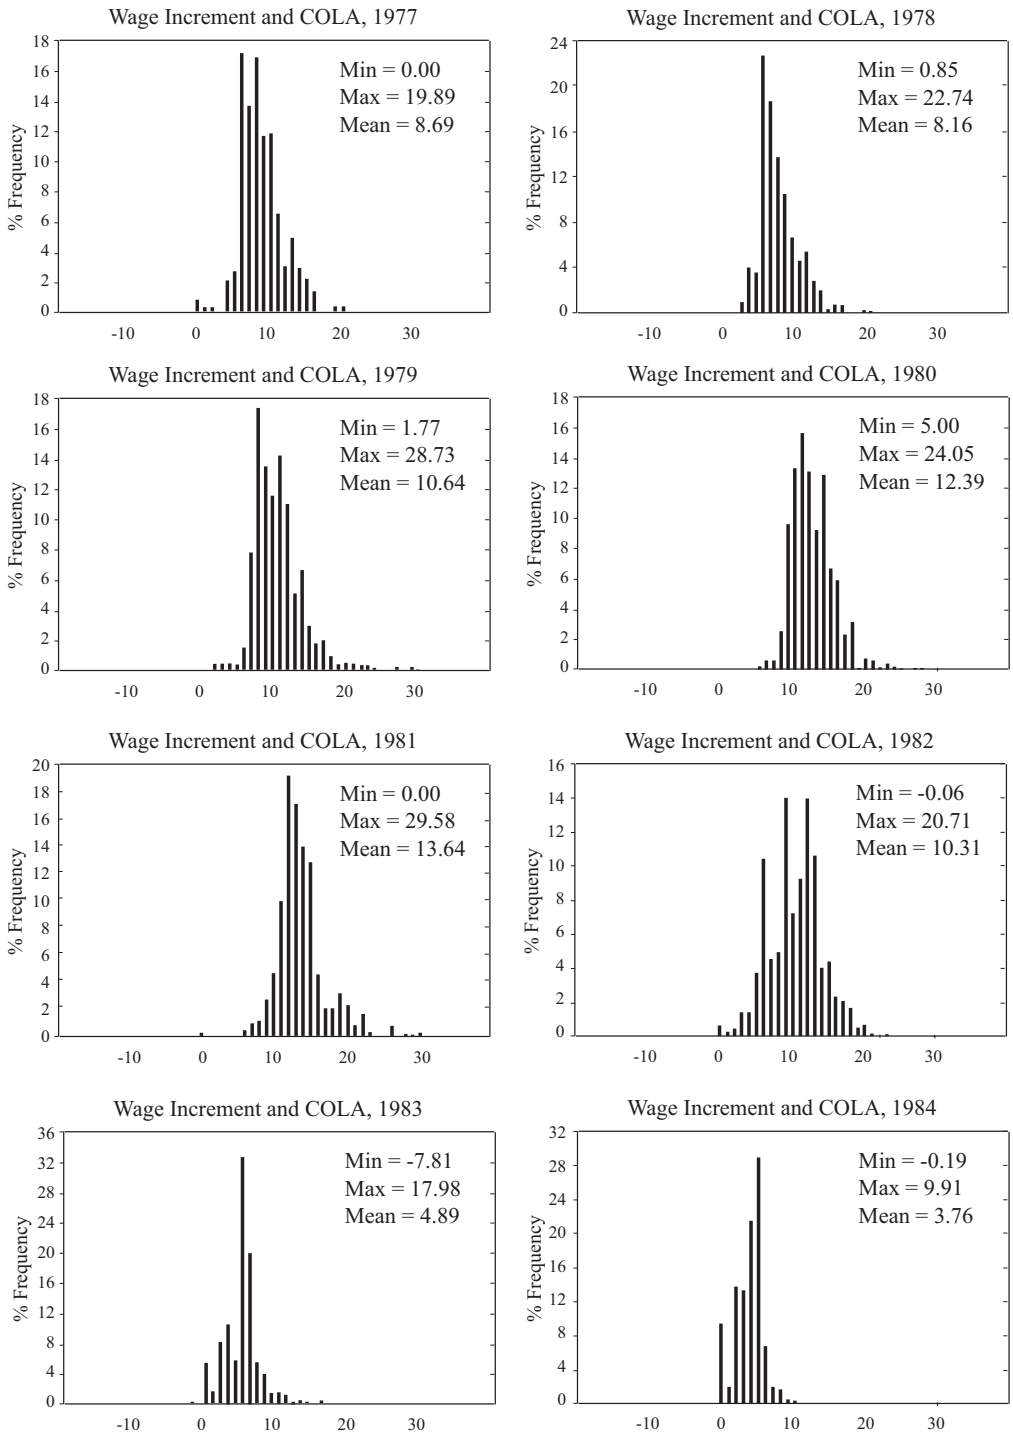 Wage Increment and COLA, 1977
18
16
14
12
10
8
6
4
2
0
% Frequency
Min = 0.00
Max = 19.89
Mean = 8.69
-10 0 10 20 30
Wage Increment and COLA, 1978
24
20
16
12
8
4
0
% Frequency
Min = 0.85
Max = 22.74
Mean = 8.16
-10 0 10 20 30
Wage Increment and COLA, 1979
18
16
14
12
10
8
6
4
2
0
% Frequency
Min = 1.77
Max = 28.73
Mean = 10.64
-10 0 10 20 30
Wage Increment and COLA, 1980
18
16
14
12
10
8
6
4
2
0
% Frequency
Min = 5.00
Max = 24.05
Mean = 12.39
-10 0 10 20 30
Wage Increment and COLA, 1981
20
18
16
14
12
10
8
6
4
2
0
% Frequency
Min = 0.00
Max = 29.58
Mean = 13.64
-10 0 10 20 30
Wage Increment and COLA, 1982
16
14
12
10
8
6
4
2
0
% Frequency
Min = -0.06
Max = 20.71
Mean = 10.31
-10 0 10 20 30
Wage Increment and COLA, 1983
36
32
28
24
20
16
12
8
4
0
% Frequency
Min = -7.81
Max = 17.98
Mean = 4.89
-10 0 10 20 30
Wage Increment and COLA, 1984
32
28
24
20
16
12
8
4
0
% Frequency
Min = -0.19
Max = 9.91
Mean = 3.76
-10 0 10 20 30